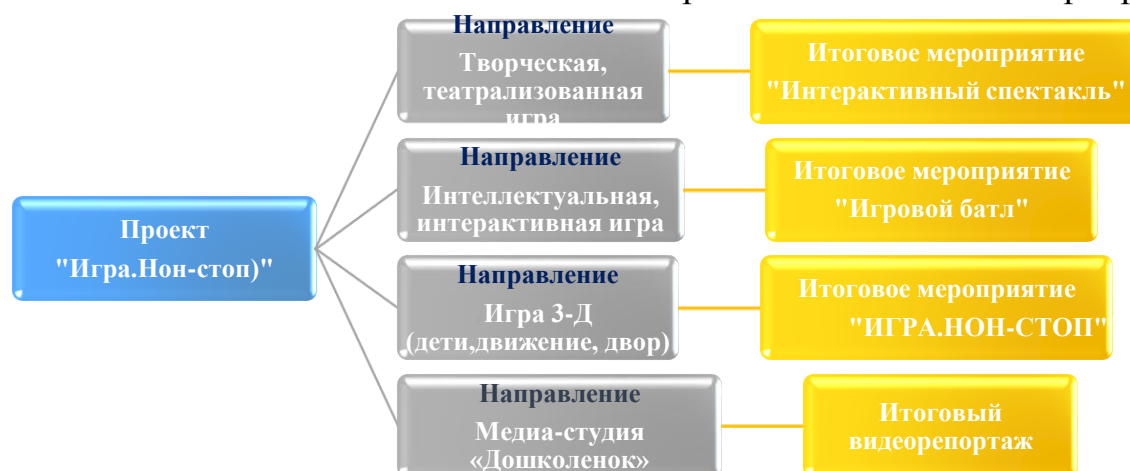 Проект
"Игра.Нон-стоп)"
Направление
Творческая,
театрализованная
игра
Итоговое мероприятие
"Интерактивный спектакль"
Направление
Интеллектуальная,
интерактивная игра
Итоговое мероприятие
"Игровой батл"
Направление
Игра 3-Д
(дети,движение, двор)
Итоговое мероприятие
"ИГРА.НОН-СТОП"
Направление
Медиа-студия
«Дошколенок»
Итоговый
видеорепортаж